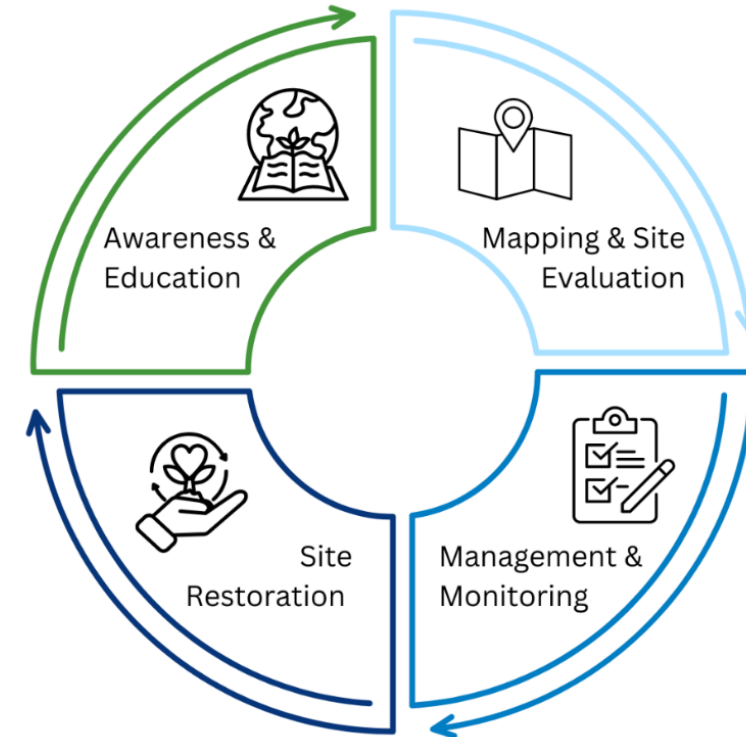 Awareness &
Education
Mapping & Site
Evaluation
Site
Restoration
Management &
Monitoring